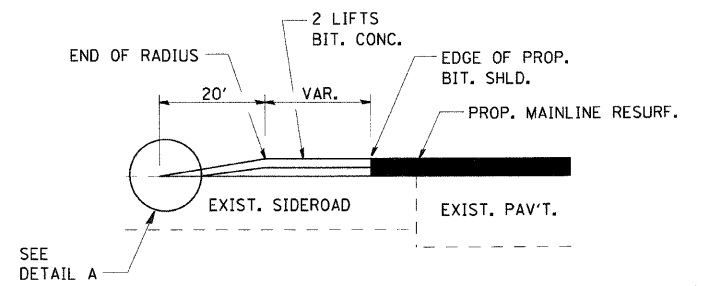 2 LIFTS
BIT. CONC.
END OF RADIUS
EDGE OF PROP.
BIT. SHLD.
20'
VAR.
PROP. MAINLINE RESURF.
EXIST. SIDEROAD
EXIST. PAV'T.
SEE
DETAIL A